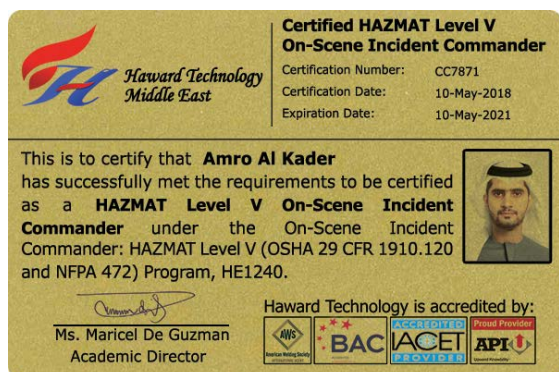 Haward Technology
Middle East
Certified HAZMAT Level V
On-Scene Incident Commander
Certification Number: CC7871
Certification Date: 10-May-2018
Expiration Date: 10-May-2021
This is to certify that Amro Al Kader
has successfully met the requirements to be certified
as a HAZMAT Level V On-Scene Incident
Commander under the On-Scene Incident
Commander: HAZMAT Level V (OSHA 29 CFR 1910.120
and NFPA 472) Program, HE1240.
Ms. Maricel De Guzman
Academic Director
Haward Technology is accredited by:
AWS
American Welding Society
BAC
ACCREDITED
IACET
PROVIDER
Proud Provider
API